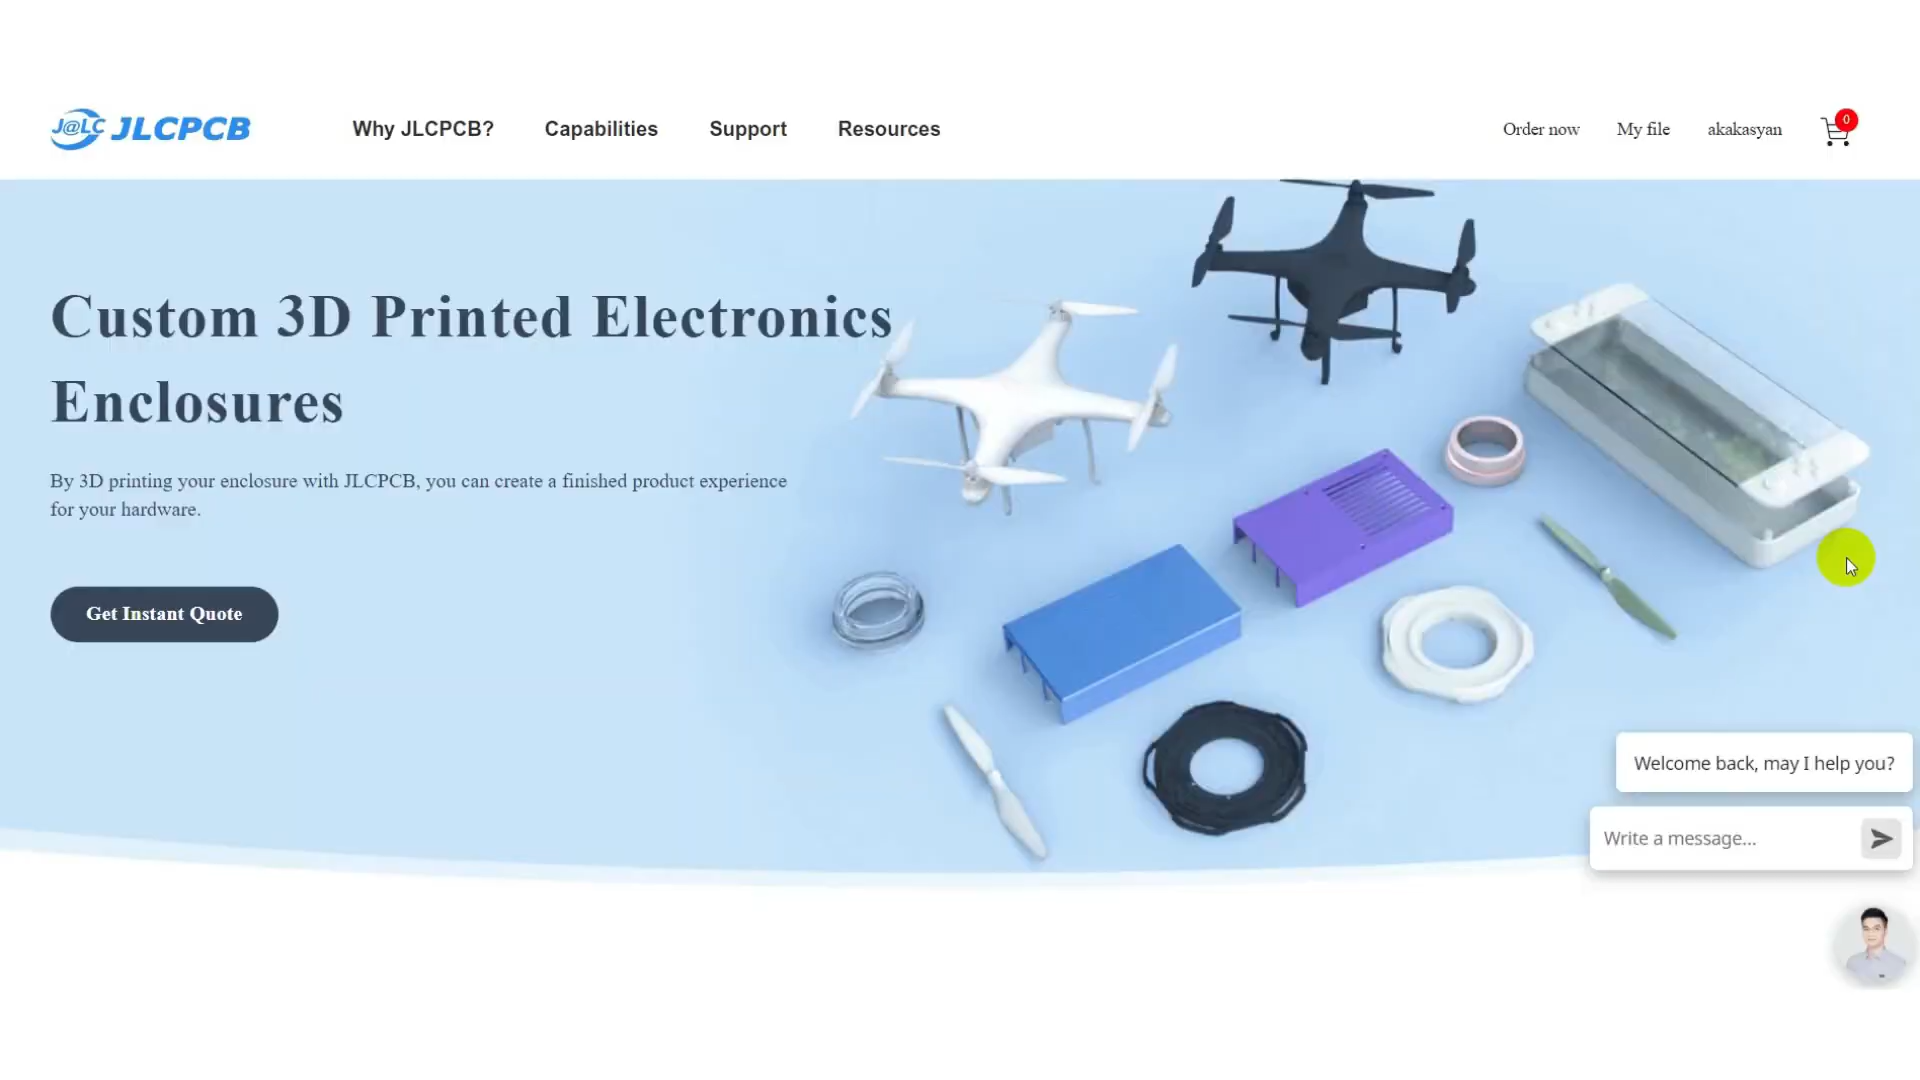 J@LC JLCPCB
Why JLCPCB?
Capabilities
Support
Resources
Order now
My file
akakasyan
0
Custom 3D Printed Electronics
Enclosures
By 3D printing your enclosure with JLCPCB, you can create a finished product experience
for your hardware.
Get Instant Quote
Welcome back, may I help you?
Write a message...